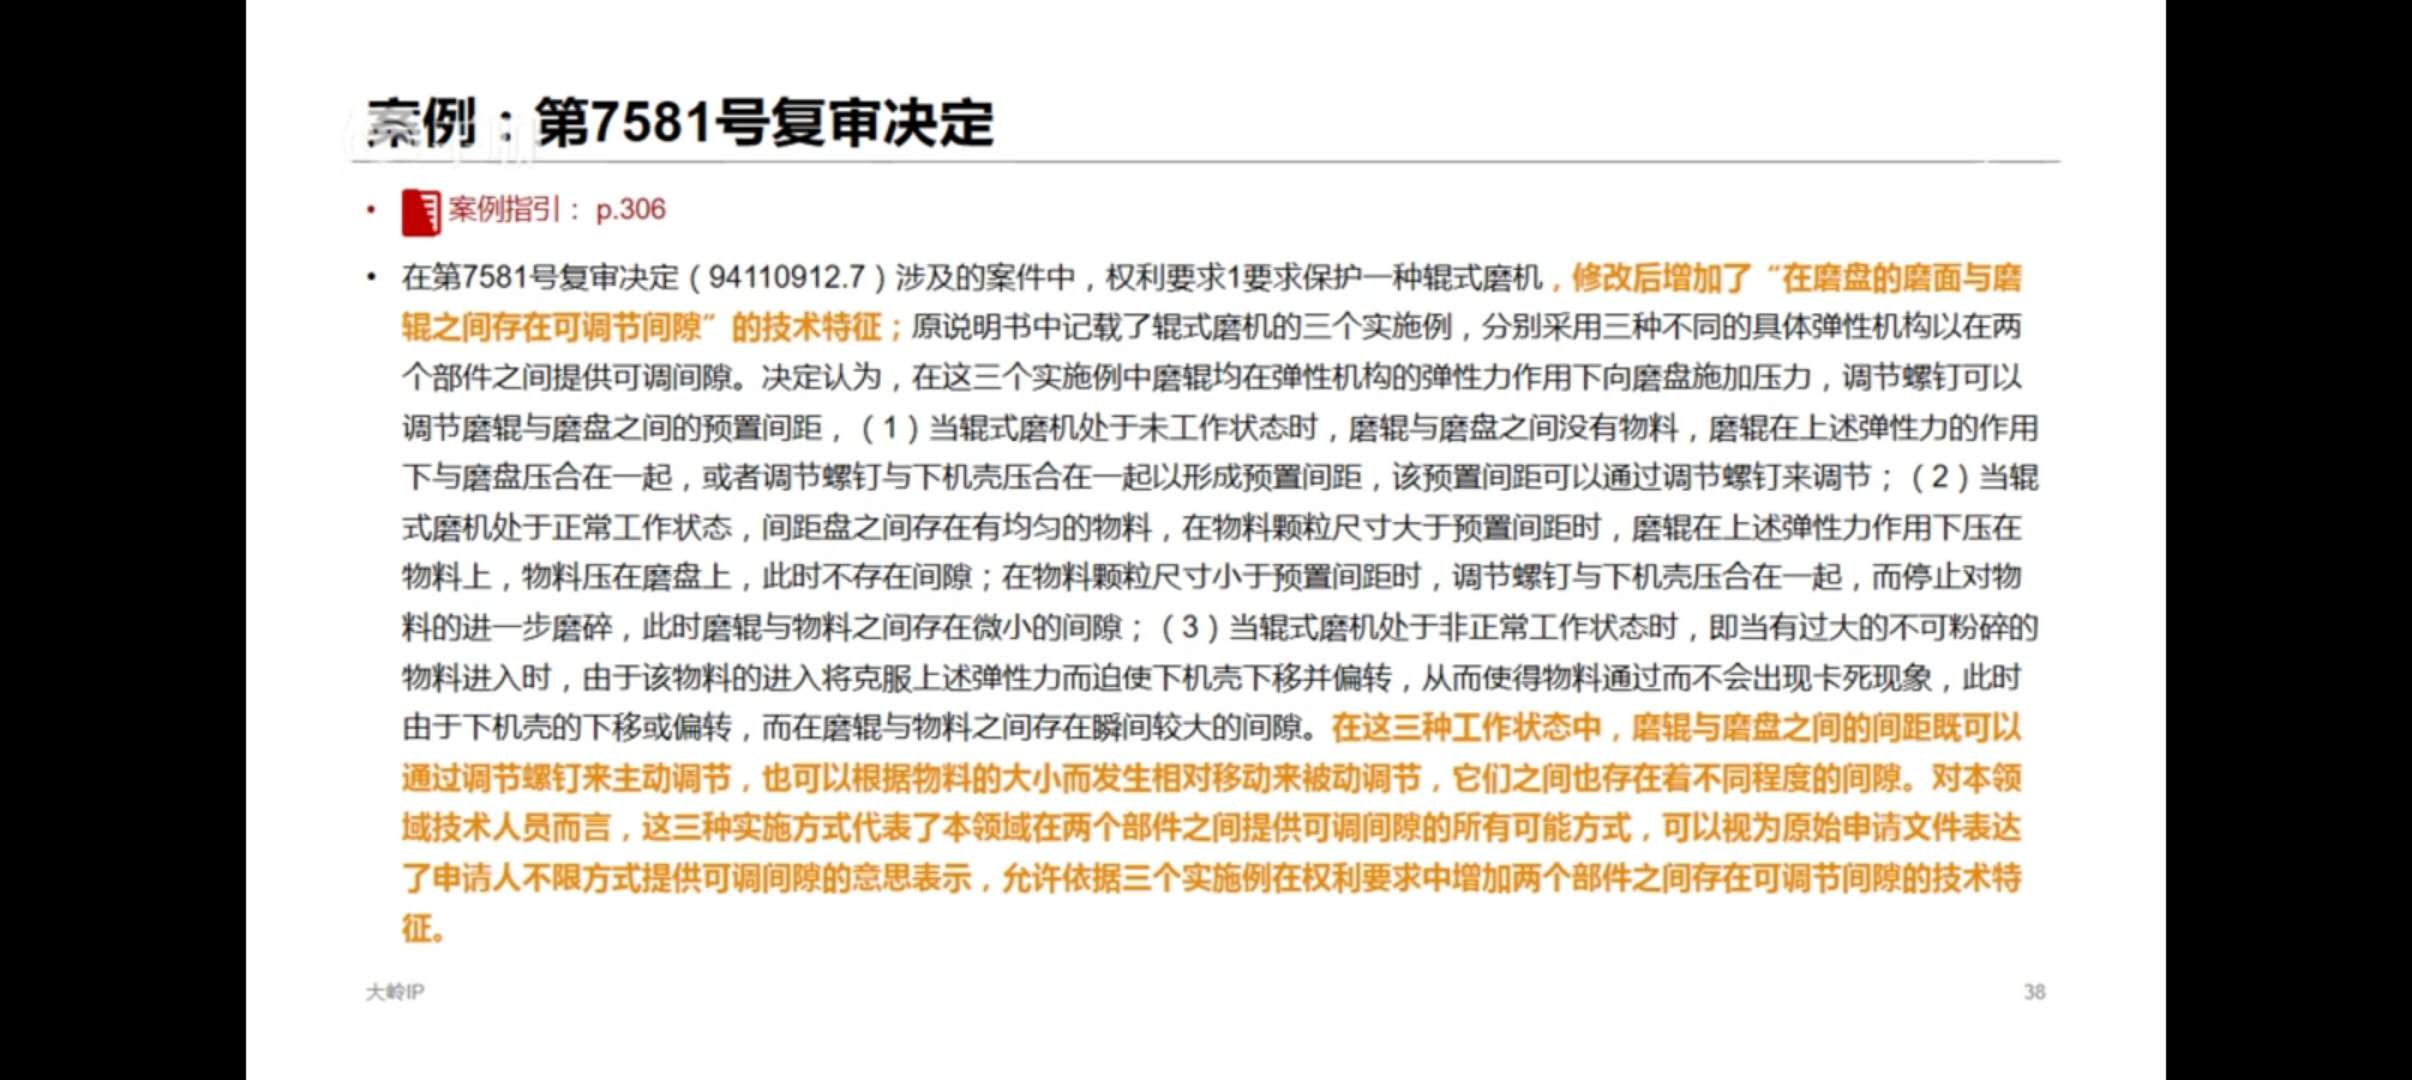 案例：第7581号复审决定
• 案例指引： p.306
• 在第7581号复审决定（94110912.7）涉及的案件中，权利要求1要求保护一种辊式磨机，修改后增加了“在磨盘的磨面与磨
辊之间存在可调节间隙”的技术特征；原说明书中记载了辊式磨机的三个实施例，分别采用三种不同的具体弹性机构以在两
个部件之间提供可调间隙。决定认为，在这三个实施例中磨辊均在弹性机构的弹性力作用下向磨盘施加压力，调节螺钉可以
调节磨辊与磨盘之间的预置间距，（1）当辊式磨机处于未工作状态时，磨辊与磨盘之间没有物料，磨辊在上述弹性力的作用
下与磨盘压合在一起，或者调节螺钉与下机壳压合在一起以形成预置间距，该预置间距可以通过调节螺钉来调节；（2）当辊
式磨机处于正常工作状态，间距盘之间存在有均匀的物料，在物料颗粒尺寸大于预置间距时，磨辊在上述弹性力作用下压在
物料上，物料压在磨盘上，此时不存在间隙；在物料颗粒尺寸小于预置间距时，调节螺钉与下机壳压合在一起，而停止对物
料的进一步磨碎，此时磨辊与物料之间存在微小的间隙；（3）当辊式磨机处于非正常工作状态时，即当有过大的不可粉碎的
物料进入时，由于该物料的进入将克服上述弹性力而迫使下机壳下移并偏转，从而使得物料通过而不会出现卡死现象，此时
由于下机壳的下移或偏转，而在磨辊与物料之间存在瞬间较大的间隙。在这三种工作状态中，磨辊与磨盘之间的间距既可以
通过调节螺钉来主动调节，也可以根据物料的大小而发生相对移动来被动调节，它们之间也存在着不同程度的间隙。对本领
域技术人员而言，这三种实施方式代表了本领域在两个部件之间提供可调间隙的所有可能方式，可以视为原始申请文件表达
了申请人不限方式提供可调间隙的意思表示，允许依据三个实施例在权利要求中增加两个部件之间存在可调节间隙的技术特
征。
大岭IP
38